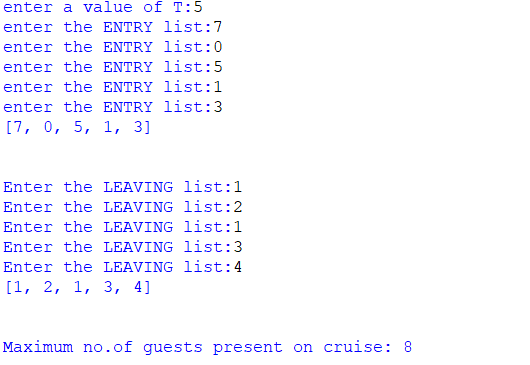 enter a value of T:5
enter the ENTRY list:7
enter the ENTRY list:0
enter the ENTRY list:5
enter the ENTRY list:1
enter the ENTRY list:3
[7, 0, 5, 1, 3]
Enter the LEAVING list:1
Enter the LEAVING list:2
Enter the LEAVING list:1
Enter the LEAVING list:3
Enter the LEAVING list:4
[1, 2, 1, 3, 4]
Maximum no.of guests present on cruise: 8